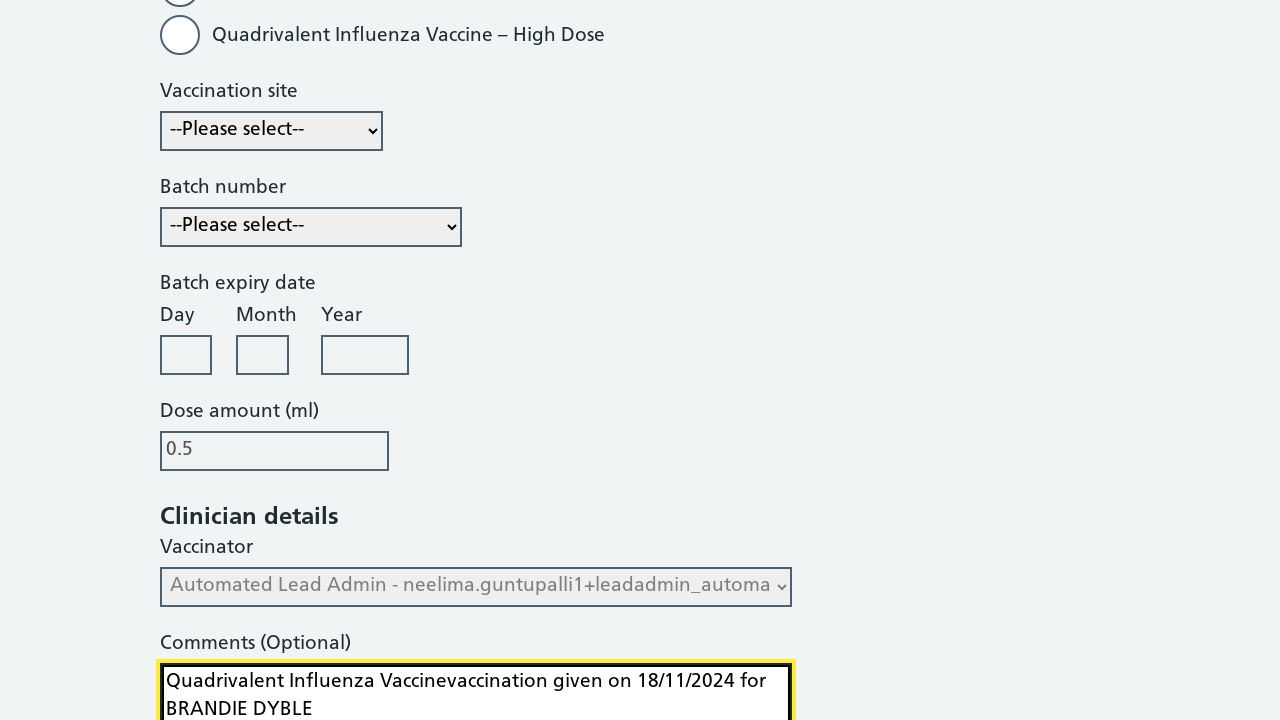 Quadrivalent Influenza Vaccine – High Dose
Vaccination site
--Please select--
Batch number
--Please select--
Batch expiry date
Day Month Year
Dose amount (ml)
0.5
Clinician details
Vaccinator
Automated Lead Admin - neelima.guntupalli1+leadadmin_automa
Comments (Optional)
Quadrivalent Influenza Vaccinevaccination given on 18/11/2024 for
BRANDIE DYBLE